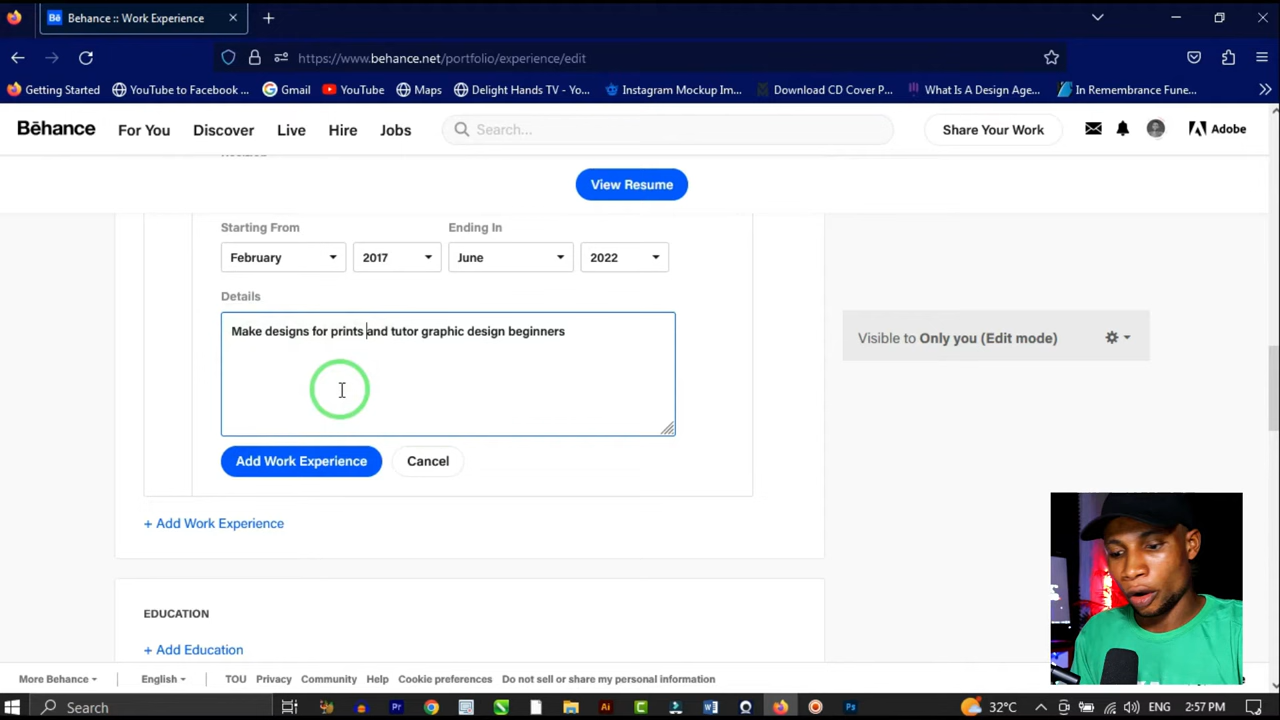 Bē Behance :: Work Experience
https://www.behance.net/portfolio/experience/edit
Getting Started YouTube to Facebook ... Gmail YouTube Maps Delight Hands TV - Yo... Instagram Mockup Im... Download CD Cover P... What Is A Design Age... In Remembrance Fune...
Bēhance For You Discover Live Hire Jobs Search... Share Your Work Adobe
View Resume
Starting From Ending In
February 2017 June 2022
Details
Make designs for prints and tutor graphic design beginners
Visible to Only you (Edit mode)
Add Work Experience Cancel
+ Add Work Experience
EDUCATION
+ Add Education
More Behance English TOU Privacy Community Help Cookie preferences Do not sell or share my personal information
Search Pr Ai Ps 32°C ENG 2:57 PM